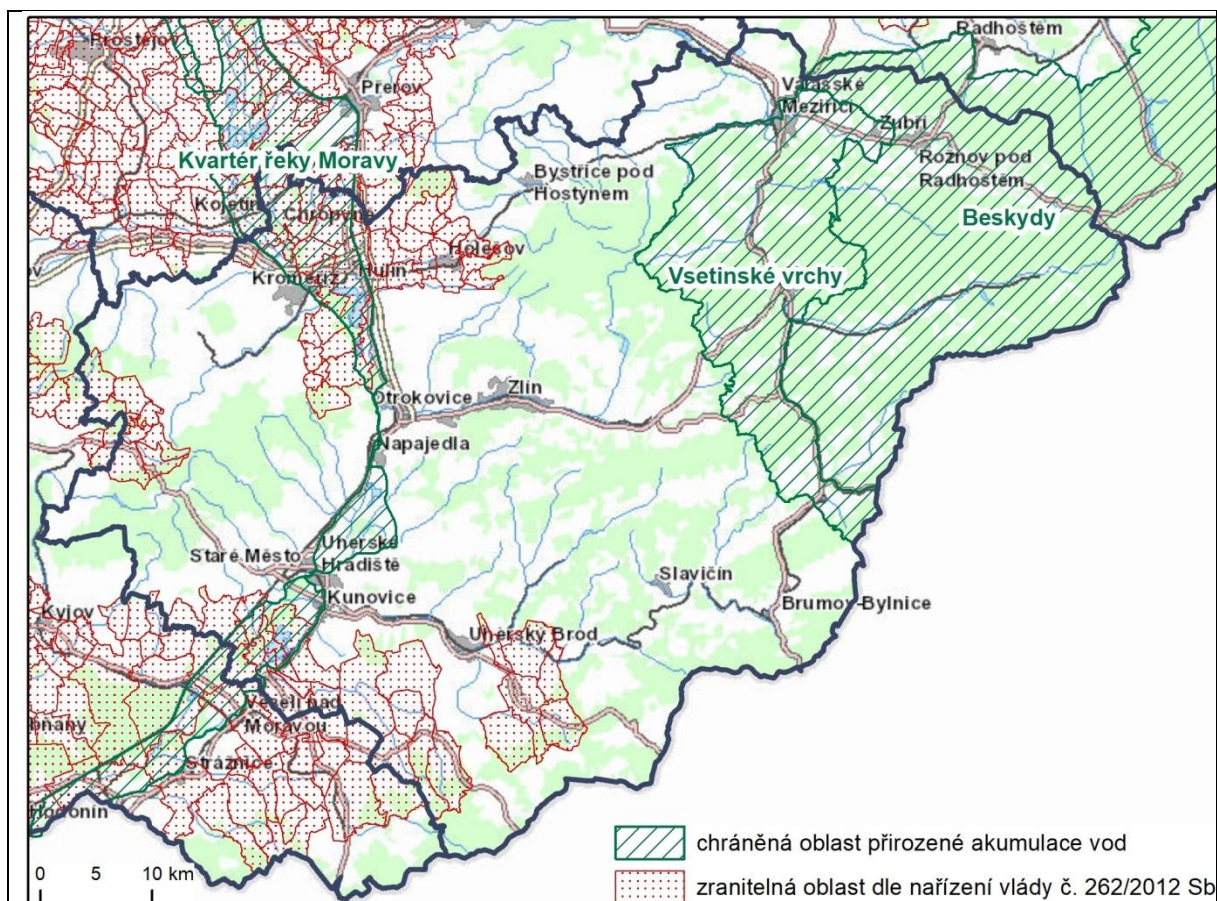 Radhoštěm
Prostějov
Přerov
Valašské
Meziříčí
Zubří
Kvartér řeky Moravy
Bystřice pod
Hostýnem
Rožnov pod
Radhoštěm
Kojetín
Chropyně
Beskydy
Holešov
Hulín
Kroměříž
Vsetinské vrchy
Otrokovice
Zlín
Napajedla
Staré Město
Uherské
Hradiště
Slavičín
Kunovice
Brumov-Bylnice
Kyjov
Uherský Brod
Veselí nad
Moravou
bňany
Strážnice
Hodonín
chráněná oblast přirozené akumulace vod
0 5 10 km
zranitelná oblast dle nařízení vlády č. 262/2012 Sb